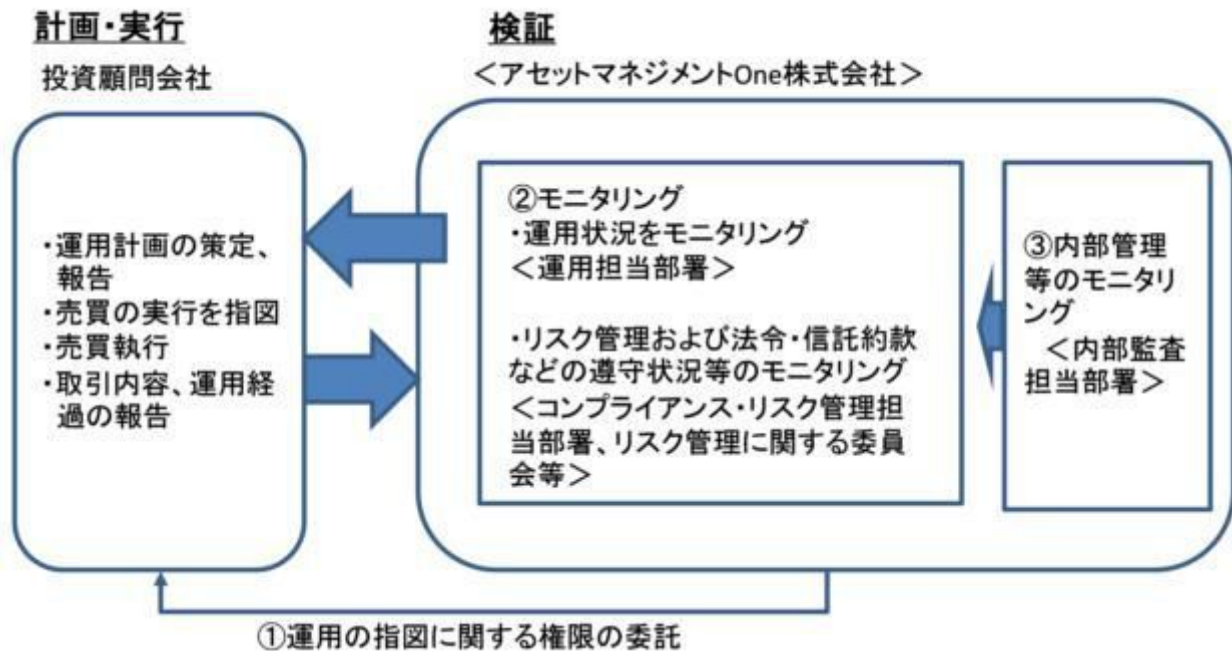 計画・実行
投資顧問会社
・運用計画の策定、
報告
・売買の実行を指図
・売買執行
・取引内容、運用経
過の報告
検証
＜アセットマネジメントOne株式会社＞
②モニタリング
・運用状況をモニタリング
＜運用担当部署＞
・リスク管理および法令・信託約款
などの遵守状況等のモニタリング
＜コンプライアンス・リスク管理担
当部署、リスク管理に関する委員
会等＞
③内部管理
等のモニタリ
ング
＜内部監査
担当部署＞
①運用の指図に関する権限の委託